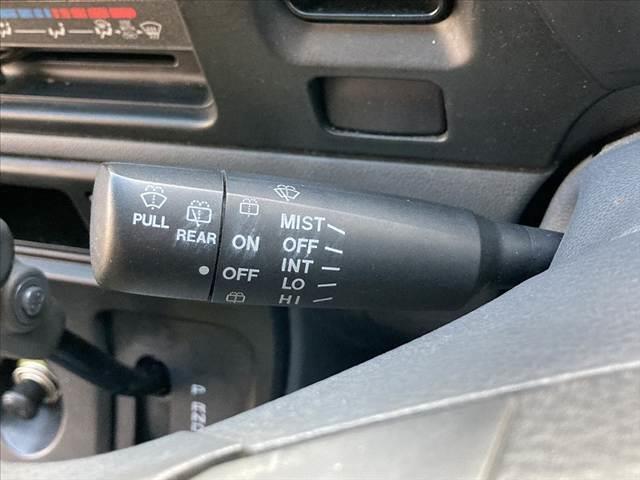 PULL
REAR
ON
OFF
MIST
OFF
INT
LO
HI